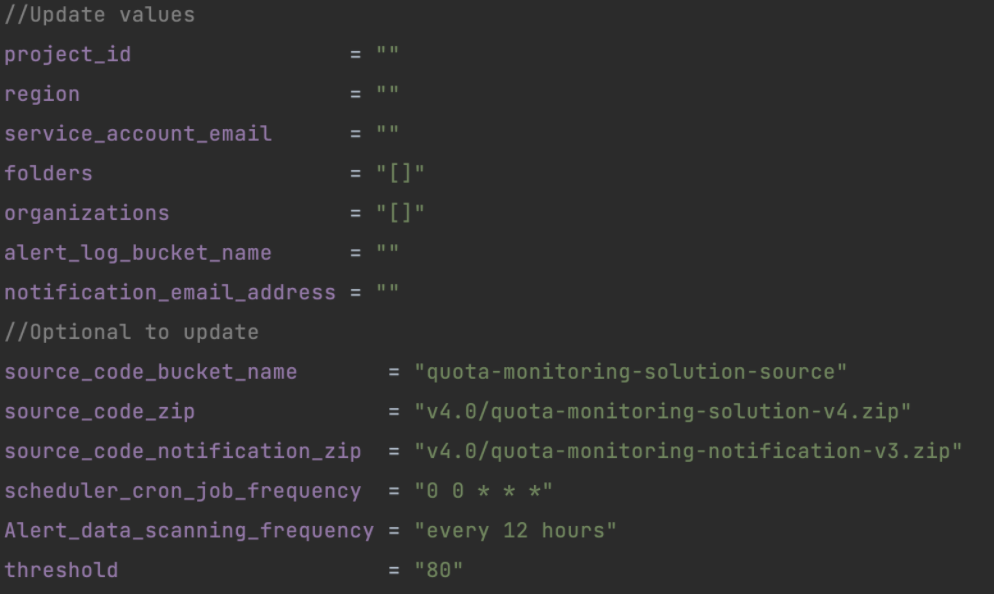 //Update values
project_id = ""
region = ""
service_account_email = ""
folders = "[]"
organizations = "[]"
alert_log_bucket_name = ""
notification_email_address = ""
//Optional to update
source_code_bucket_name = "quota-monitoring-solution-source"
source_code_zip = "v4.0/quota-monitoring-solution-v4.zip"
source_code_notification_zip = "v4.0/quota-monitoring-notification-v3.zip"
scheduler_cron_job_frequency = "0 0 * * *"
Alert_data_scanning_frequency = "every 12 hours"
threshold = "80"